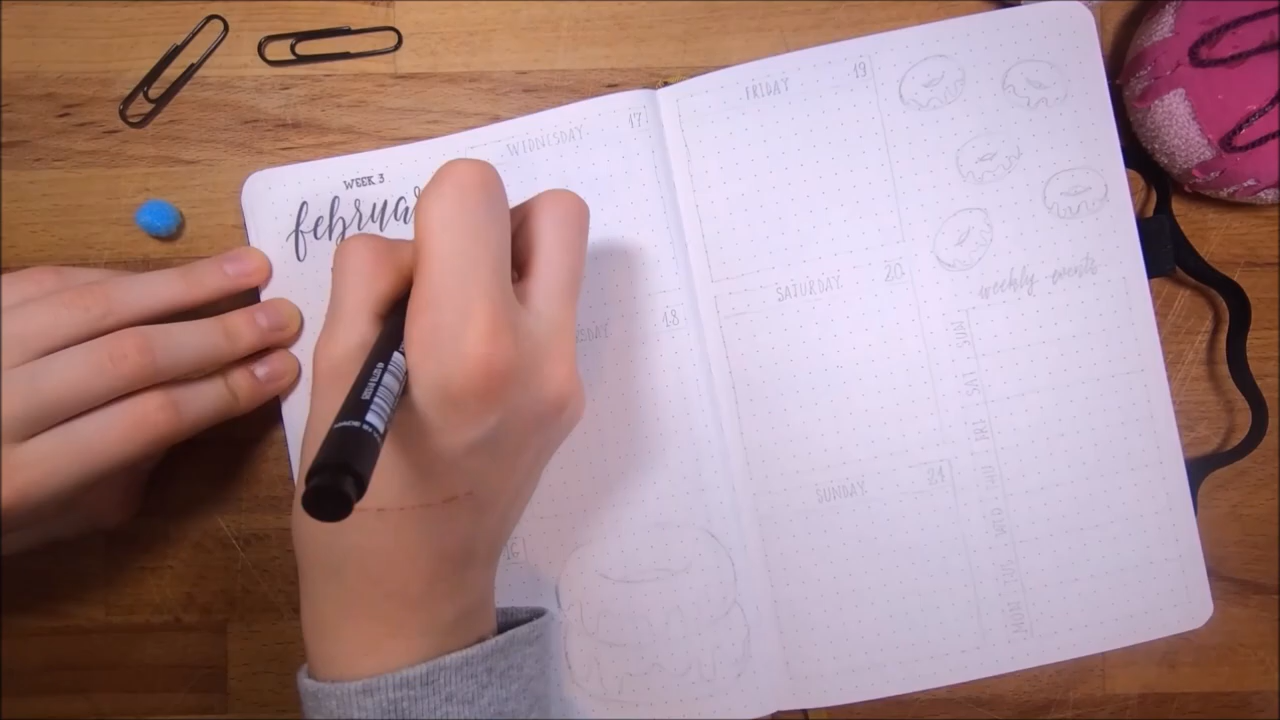 WEEK 3
februa
WEDNESDAY 17
18
16
FRIDAY 19
SATURDAY 20
SUNDAY 21
weekly events
SUN
SAT
FRI
THU
WED
TUE
MON